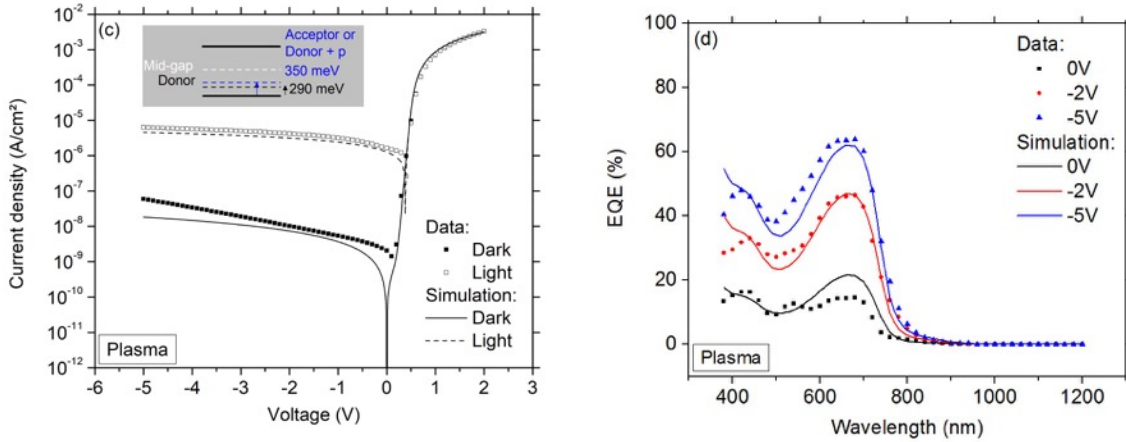 (c)
Acceptor or
Donor + p
Mid-gap
350 meV
Donor
290 meV
Current density (A/cm²)
10⁻²
10⁻³
10⁻⁴
10⁻⁵
10⁻⁶
10⁻⁷
10⁻⁸
10⁻⁹
10⁻¹⁰
10⁻¹¹
10⁻¹²
Data:
Dark
Light
Simulation:
Dark
Light
Plasma
-6 -5 -4 -3 -2 -1 0 1 2 3
Voltage (V)
(d)
EQE (%)
100
80
60
40
20
0
Data:
0V
-2V
-5V
Simulation:
0V
-2V
-5V
Plasma
400 600 800 1000 1200
Wavelength (nm)